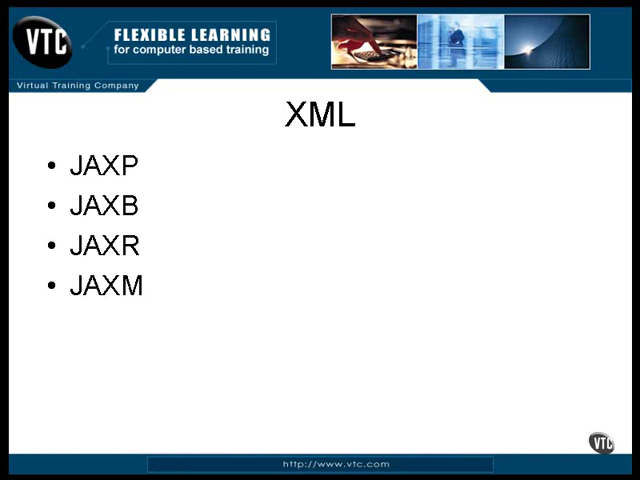 VTC
FLEXIBLE LEARNING
for computer based training
Virtual Training Company
XML
• JAXP
• JAXB
• JAXR
• JAXM
VTC
http://www.vtc.com